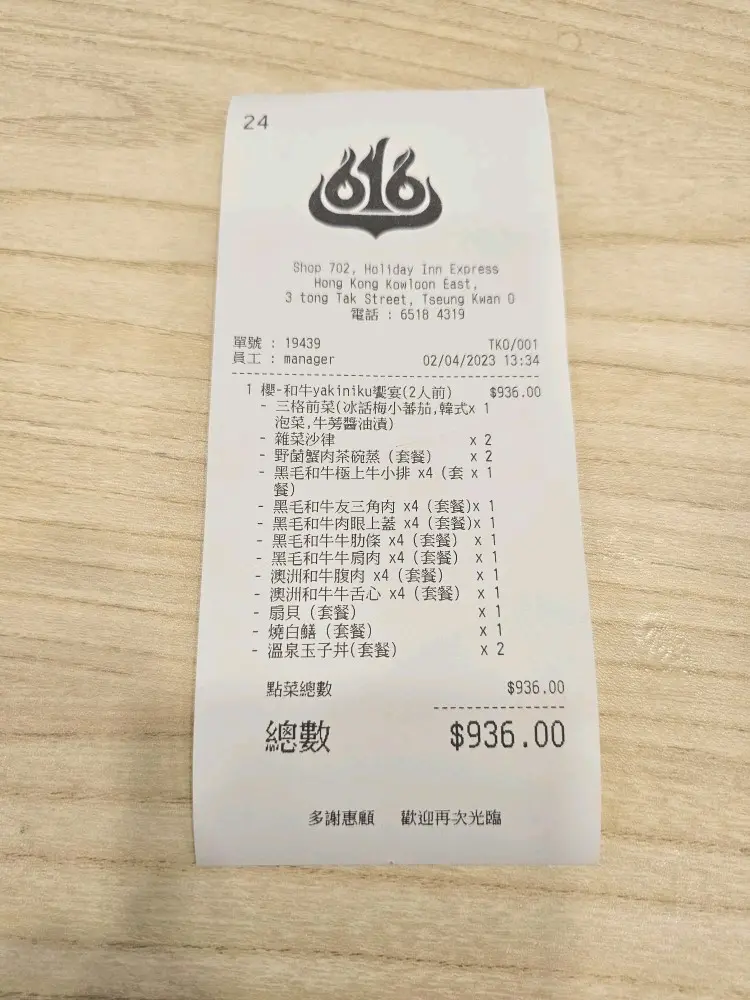 24
616
Shop 702, Holiday Inn Express
Hong Kong Kowloon East,
3 tong Tak Street, Tseung Kwan O
電話 : 6518 4319
單號 : 19439 TKO/001
員工 : manager 02/04/2023 13:34
1 櫻-和牛yakiniku饗宴(2人前) $936.00
- 三格前菜(冰話梅小蕃茄,韓式x 1
泡菜,牛蒡醬油漬)
- 雜菜沙律 x 2
- 野菌蟹肉茶碗蒸 (套餐) x 2
- 黑毛和牛極上牛小排 x4 (套 x 1
餐)
- 黑毛和牛友三角肉 x4 (套餐)x 1
- 黑毛和牛肉眼上蓋 x4 (套餐)x 1
- 黑毛和牛牛肋條 x4 (套餐) x 1
- 黑毛和牛牛肩肉 x4 (套餐) x 1
- 澳洲和牛腹肉 x4 (套餐) x 1
- 澳洲和牛牛舌心 x4 (套餐) x 1
- 扇貝 (套餐) x 1
- 燒白鱔 (套餐) x 1
- 溫泉玉子丼(套餐) x 2
點菜總數 $936.00
總數 $936.00
多謝惠顧 歡迎再次光臨